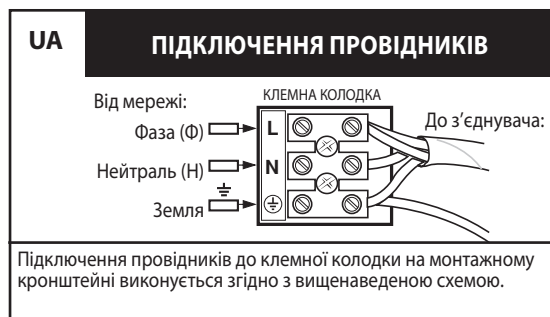 UA
ПІДКЛЮЧЕННЯ ПРОВІДНИКІВ
КЛЕМНА КОЛОДКА
Від мережі:
До з’єднувача:
Фаза (Ф)
L
Нейтраль (Н)
N
Земля
Підключення провідників до клемної колодки на монтажному
кронштейні виконується згідно з вищенаведеною схемою.